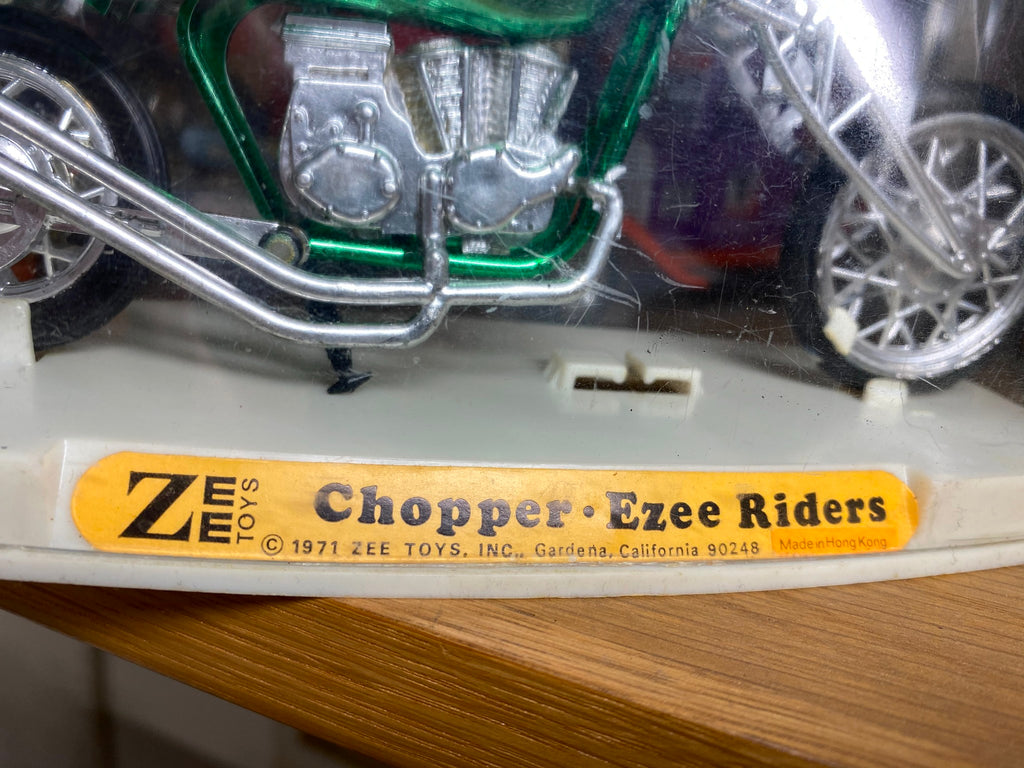 ZEE TOYS
Chopper · Ezee Riders
© 1971 ZEE TOYS, INC., Gardena, California 90248
Made in Hong Kong